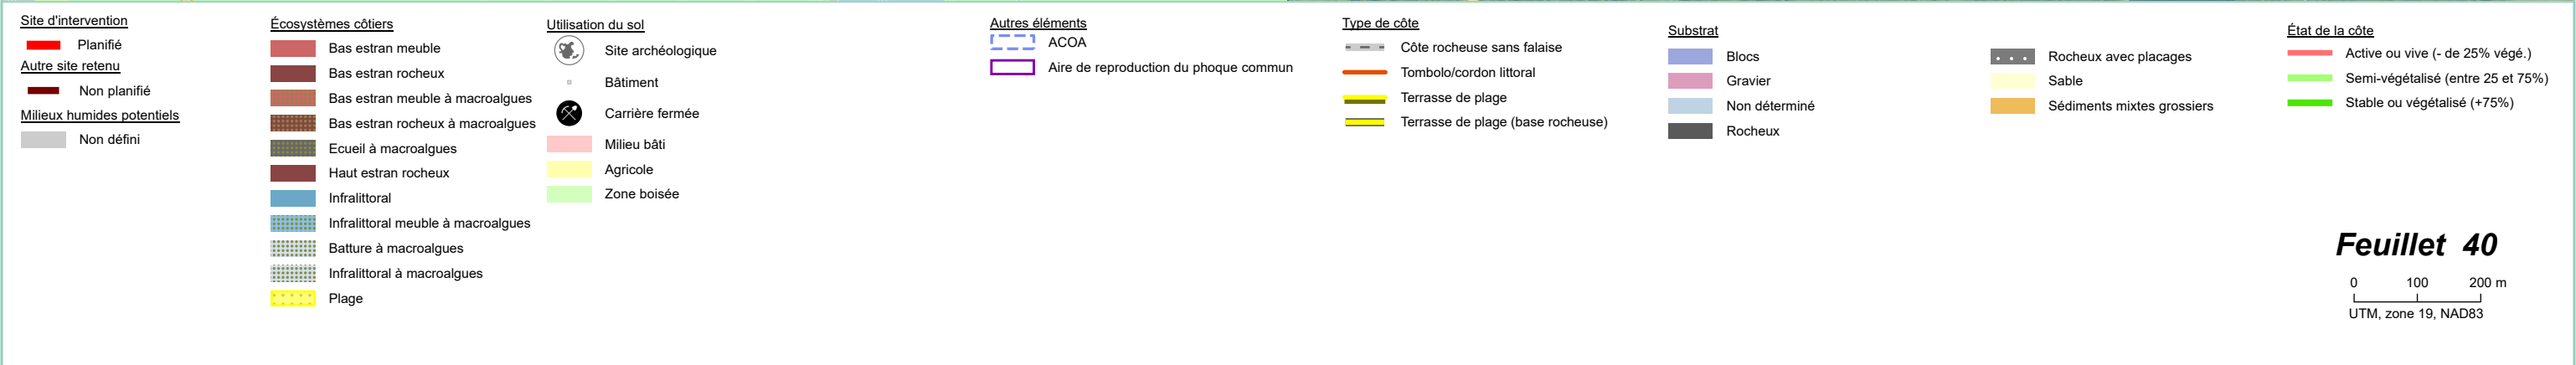 Site d'intervention
Planifié
Autre site retenu
Non planifié
Milieux humides potentiels
Non défini
Écosystèmes côtiers
Bas estran meuble
Bas estran rocheux
Bas estran meuble à macroalgues
Bas estran rocheux à macroalgues
Ecueil à macroalgues
Haut estran rocheux
Infralittoral
Infralittoral meuble à macroalgues
Batture à macroalgues
Infralittoral à macroalgues
Plage
Utilisation du sol
Site archéologique
Bâtiment
Carrière fermée
Milieu bâti
Agricole
Zone boisée
Autres éléments
ACOA
Aire de reproduction du phoque commun
Type de côte
Côte rocheuse sans falaise
Tombolo/cordon littoral
Terrasse de plage
Terrasse de plage (base rocheuse)
Substrat
Blocs
Gravier
Non déterminé
Rocheux
Rocheux avec placages
Sable
Sédiments mixtes grossiers
État de la côte
Active ou vive (- de 25% végé.)
Semi-végétalisé (entre 25 et 75%)
Stable ou végétalisé (+75%)
Feuillet 40
0 100 200 m
UTM, zone 19, NAD83